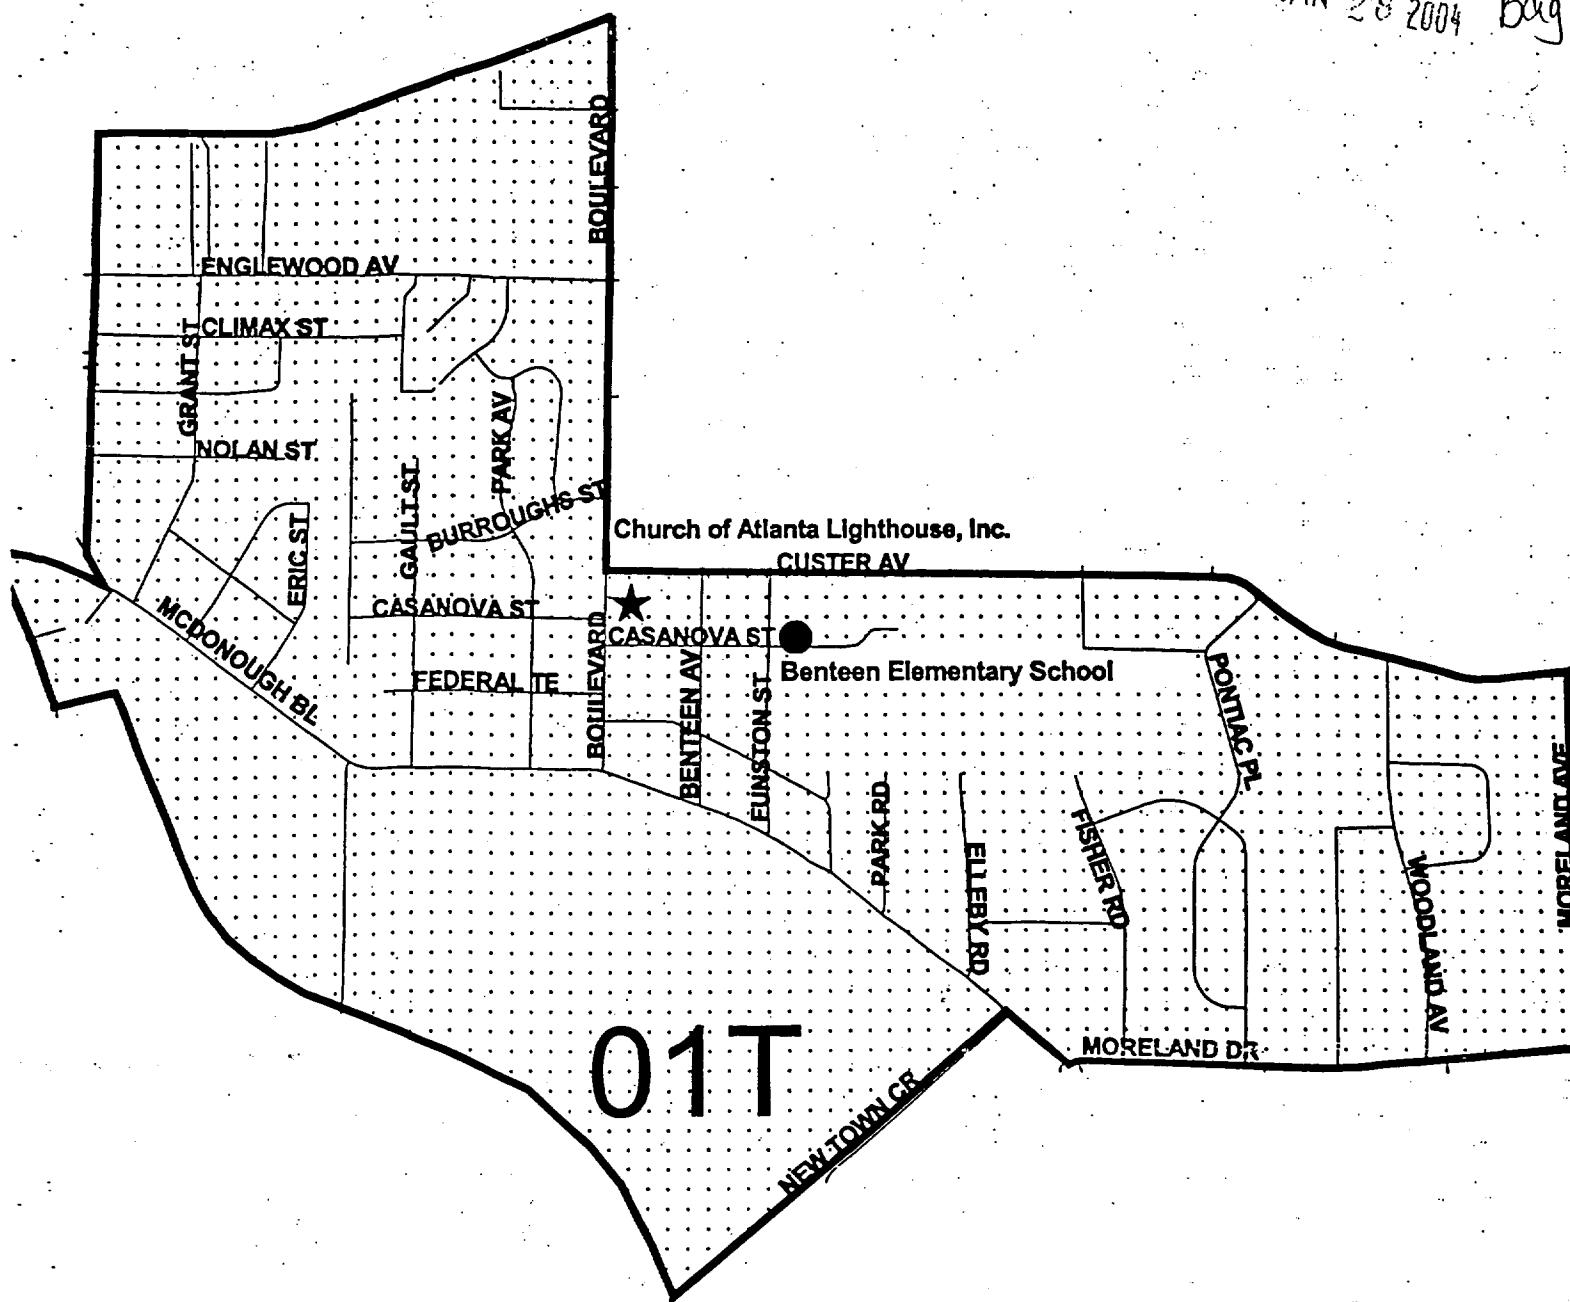 28 2004
BOULEVARD
ENGLEWOOD AV
CLIMAX ST
GRANT ST
NOLAN ST
PARK AV
GAULT ST
BURROUGHS ST
ERIC ST
Church of Atlanta Lighthouse, Inc.
CUSTER AV
CASANOVA ST
MCDONOUGH BL
BOULEVARD
CASANOVA ST
FEDERAL TE
BENTEEN AV
FUNSTON ST
Benteen Elementary School
PONTIAC PL
PARK RD
ELLEBY RD
FISHER RD
WOODLAND AV
MORELAND AVE
01T
MORELAND DR
NEW TOWN CR